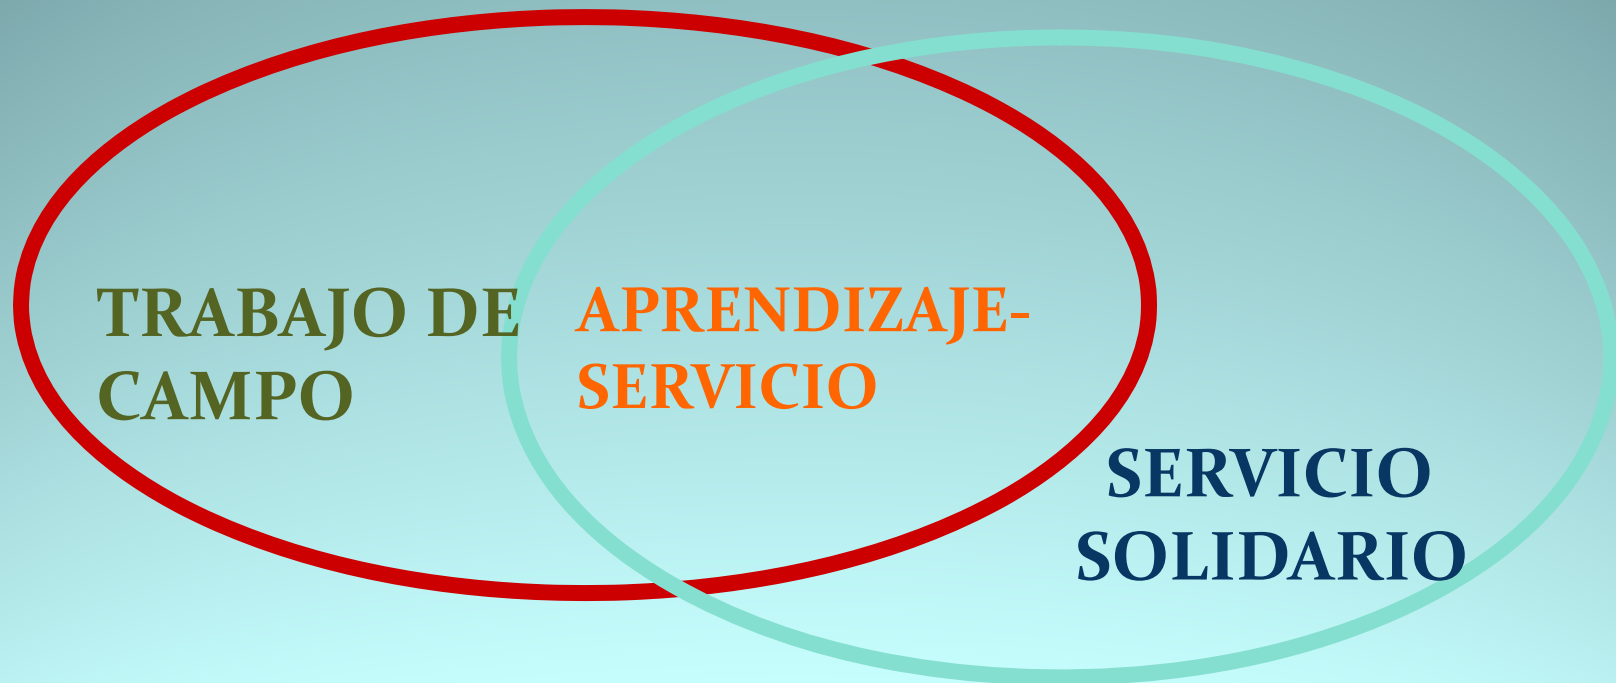 TRABAJO DE
CAMPO
APRENDIZAJE-
SERVICIO
SERVICIO
SOLIDARIO